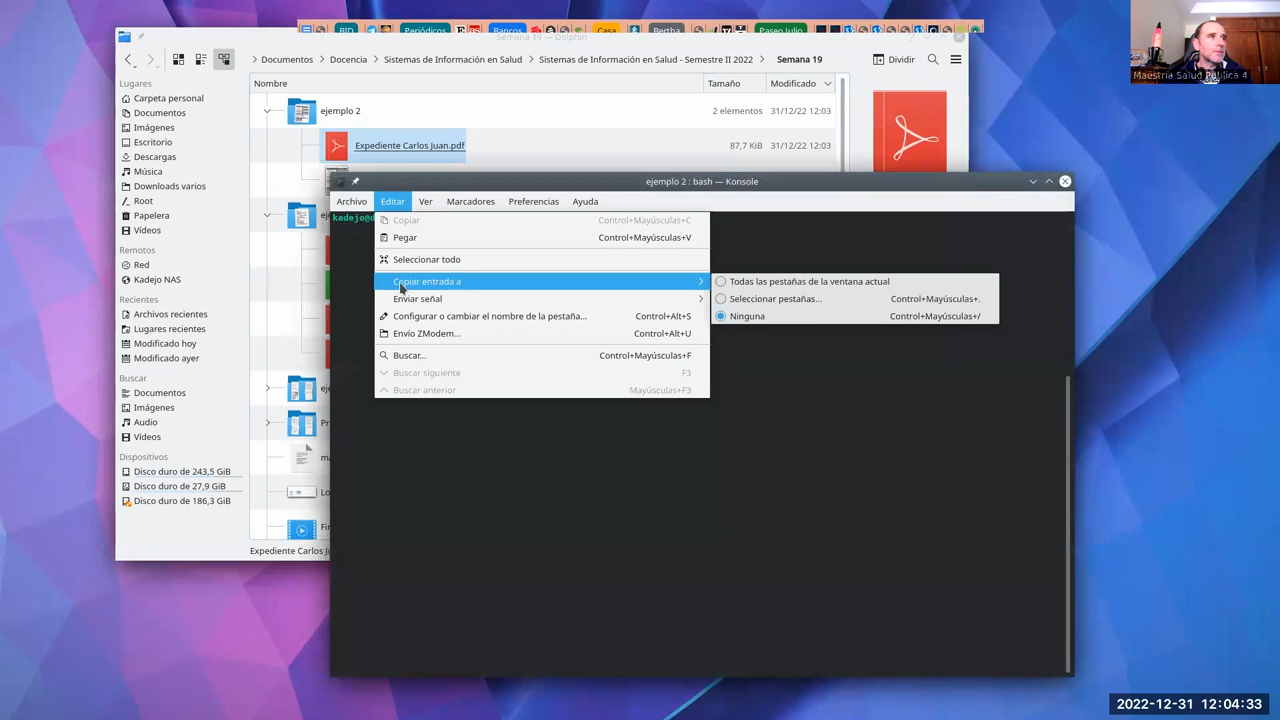 BID
Periódicos
Bancos
Casa
Bertha
Paseo Julio
Semana 19 — Dolphin
Documentos
Docencia
Sistemas de Información en Salud
Sistemas de Información en Salud - Semestre II 2022
Semana 19
Dividir
Maestría Salud Pública 4
Lugares
Carpeta personal
Documentos
Imágenes
Escritorio
Descargas
Música
Downloads varios
Root
Papelera
Vídeos
Remotos
Red
Kadejo NAS
Recientes
Archivos recientes
Lugares recientes
Modificado hoy
Modificado ayer
Buscar
Documentos
Imágenes
Audio
Vídeos
Dispositivos
Disco duro de 243,5 GiB
Disco duro de 27,9 GiB
Disco duro de 186,3 GiB
Nombre Tamaño Modificado
ejemplo 2 2 elementos 31/12/22 12:03
Expediente Carlos Juan.pdf 87,7 KiB 31/12/22 12:03
Expediente Carlos
ejemplo 2 : bash — Konsole
Archivo Editar Ver Marcadores Preferencias Ayuda
kadejo@d
Copiar Control+Mayúsculas+C
Pegar Control+Mayúsculas+V
Seleccionar todo
Copiar entrada a
Enviar señal
Configurar o cambiar el nombre de la pestaña... Control+Alt+S
Envío ZModem... Control+Alt+U
Buscar... Control+Mayúsculas+F
Buscar siguiente F3
Buscar anterior Mayúsculas+F3
Todas las pestañas de la ventana actual
Seleccionar pestañas... Control+Mayúsculas+.
Ninguna Control+Mayúsculas+/
2022-12-31 12:04:33